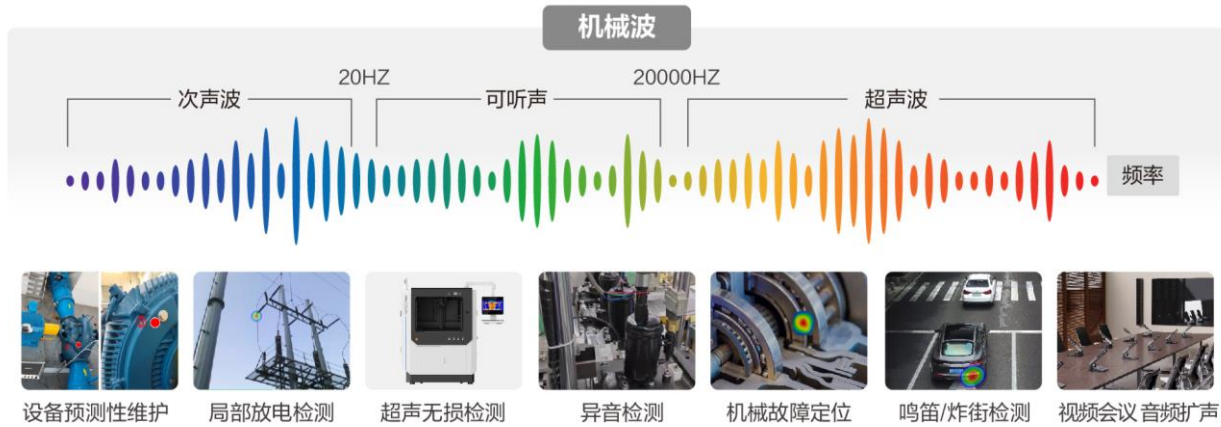 机械波
20HZ
20000HZ
次声波
可听声
超声波
频率
设备预测性维护
局部放电检测
超声无损检测
异音检测
机械故障定位
鸣笛/炸街检测
视频会议 音频扩声